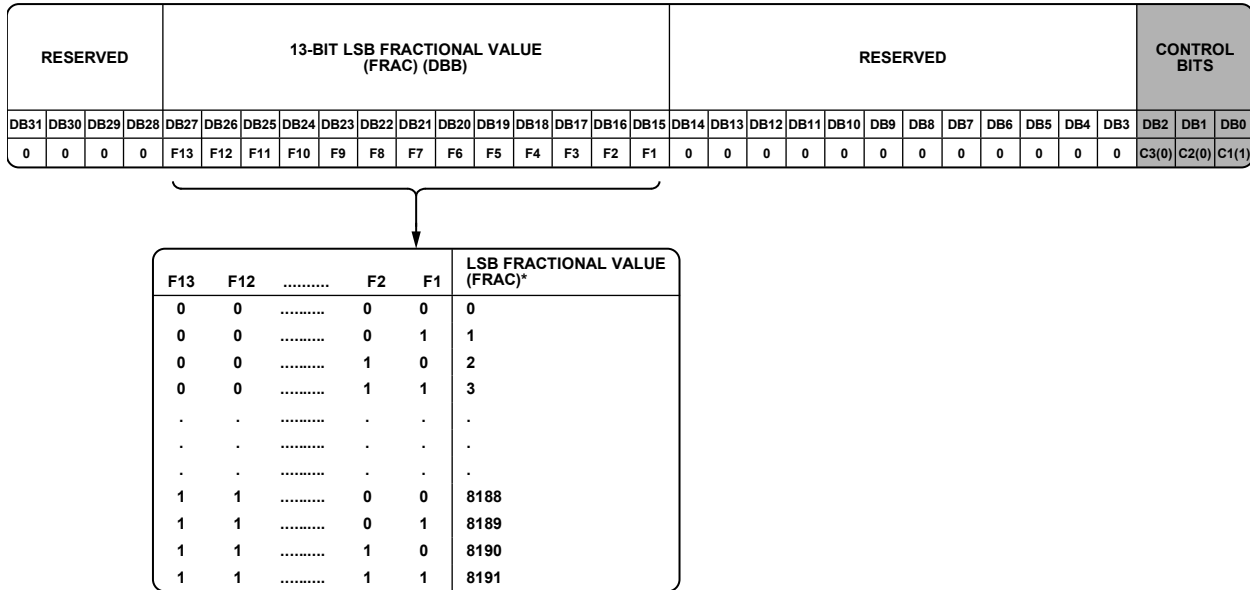 RESERVED
13-BIT LSB FRACTIONAL VALUE
(FRAC) (DBB)
RESERVED
CONTROL
BITS
DB31 DB30 DB29 DB28 DB27 DB26 DB25 DB24 DB23 DB22 DB21 DB20 DB19 DB18 DB17 DB16 DB15 DB14 DB13 DB12 DB11 DB10 DB9 DB8 DB7 DB6 DB5 DB4 DB3 DB2 DB1 DB0
0 0 0 0 F13 F12 F11 F10 F9 F8 F7 F6 F5 F4 F3 F2 F1 0 0 0 0 0 0 0 0 0 0 0 0 C3(0) C2(0) C1(1)
LSB FRACTIONAL VALUE
F13 F12 .......... F2 F1 (FRAC)*
0 0 .......... 0 0 0
0 0 .......... 0 1 1
0 0 .......... 1 0 2
0 0 .......... 1 1 3
. . .......... . . .
. . .......... . . .
. . .......... . . .
1 1 .......... 0 0 8188
1 1 .......... 0 1 8189
1 1 .......... 1 0 8190
1 1 .......... 1 1 8191